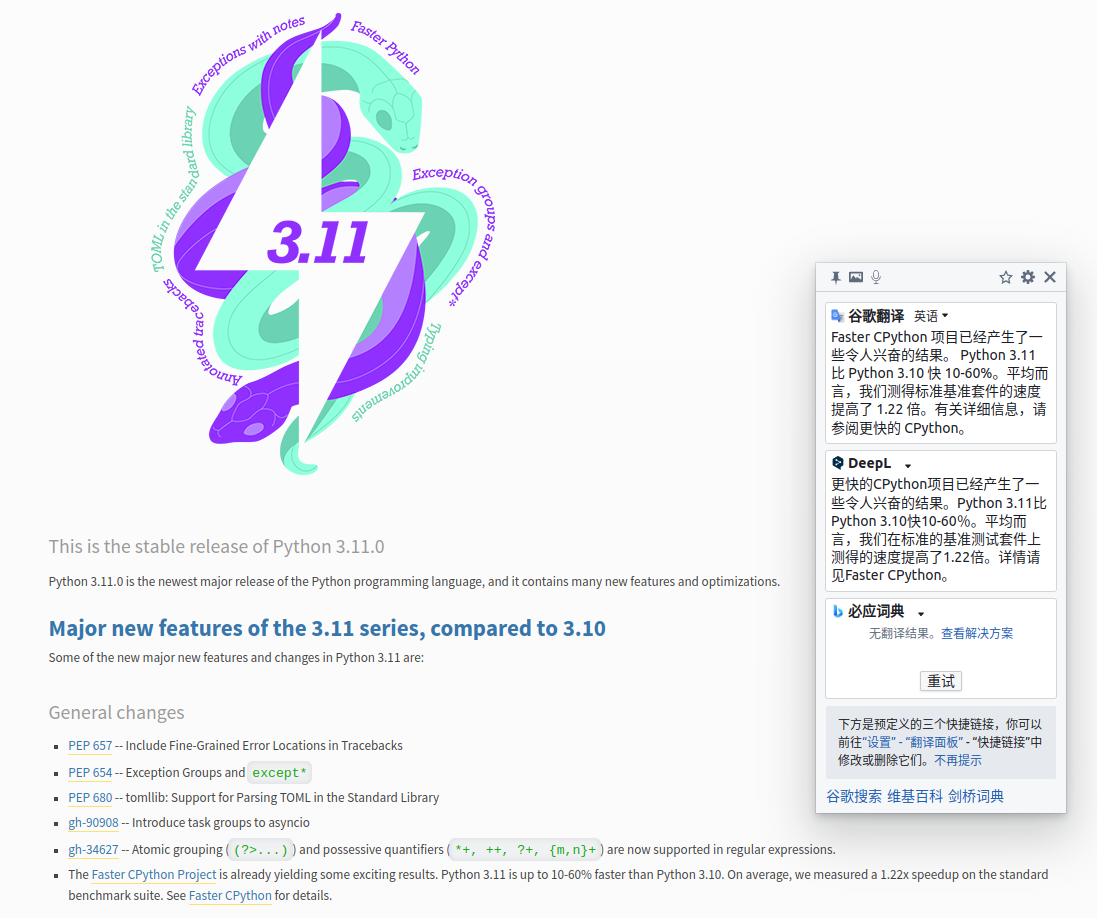 Exceptions with notes
Faster Python
TOML in the standard library
Exception groups and except*
3.11
Annotated tracebacks
Typing improvements
This is the stable release of Python 3.11.0
Python 3.11.0 is the newest major release of the Python programming language, and it contains many new features and optimizations.
Major new features of the 3.11 series, compared to 3.10
Some of the new major new features and changes in Python 3.11 are:
General changes
PEP 657 -- Include Fine-Grained Error Locations in Tracebacks
PEP 654 -- Exception Groups and except*
PEP 680 -- tomllib: Support for Parsing TOML in the Standard Library
gh-90908 -- Introduce task groups to asyncio
gh-34627 -- Atomic grouping ((?>...)) and possessive quantifiers (*+, ++, ?+, {m,n}+) are now supported in regular expressions.
The Faster CPython Project is already yielding some exciting results. Python 3.11 is up to 10-60% faster than Python 3.10. On average, we measured a 1.22x speedup on the standard
benchmark suite. See Faster CPython for details.
谷歌翻译 英语
Faster CPython 项目已经产生了一
些令人兴奋的结果。 Python 3.11
比 Python 3.10 快 10-60%。平均而
言，我们测得标准基准套件的速度
提高了 1.22 倍。有关详细信息，请
参阅更快的 CPython。
DeepL
更快的CPython项目已经产生了一
些令人兴奋的结果。Python 3.11比
Python 3.10快10-60%。平均而
言，我们在标准的基准测试套件上
测得的速度提高了1.22倍。详情请
见Faster CPython。
必应词典
无翻译结果。查看解决方案
重试
下方是预定义的三个快捷链接，你可以
前往“设置” - “翻译面板” - “快捷链接”中
修改或删除它们。不再提示
谷歌搜索 维基百科 剑桥词典